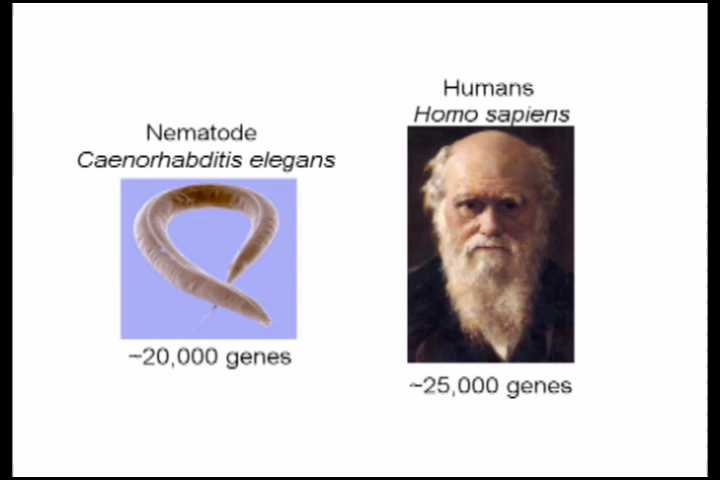 Nematode
Caenorhabditis elegans
~20,000 genes
Humans
Homo sapiens
~25,000 genes